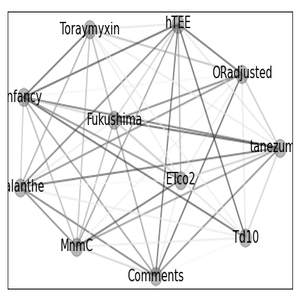 hTEE
Toraymyxin
ORadjusted
nfancy
Fukushima
tanezum
ETco2
alanthe
Td10
MnmC
Comments